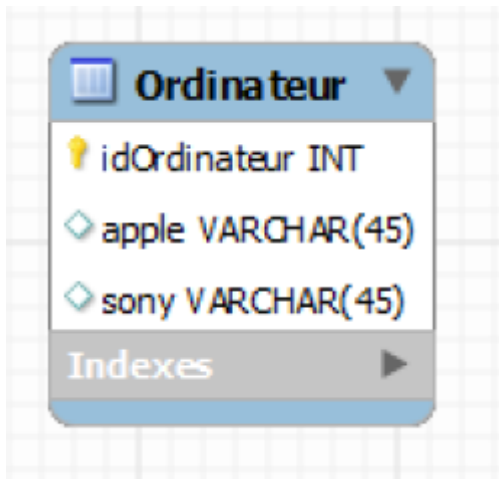 Ordinateur
idOrdinateur INT
apple VARCHAR(45)
sony VARCHAR(45)
Indexes